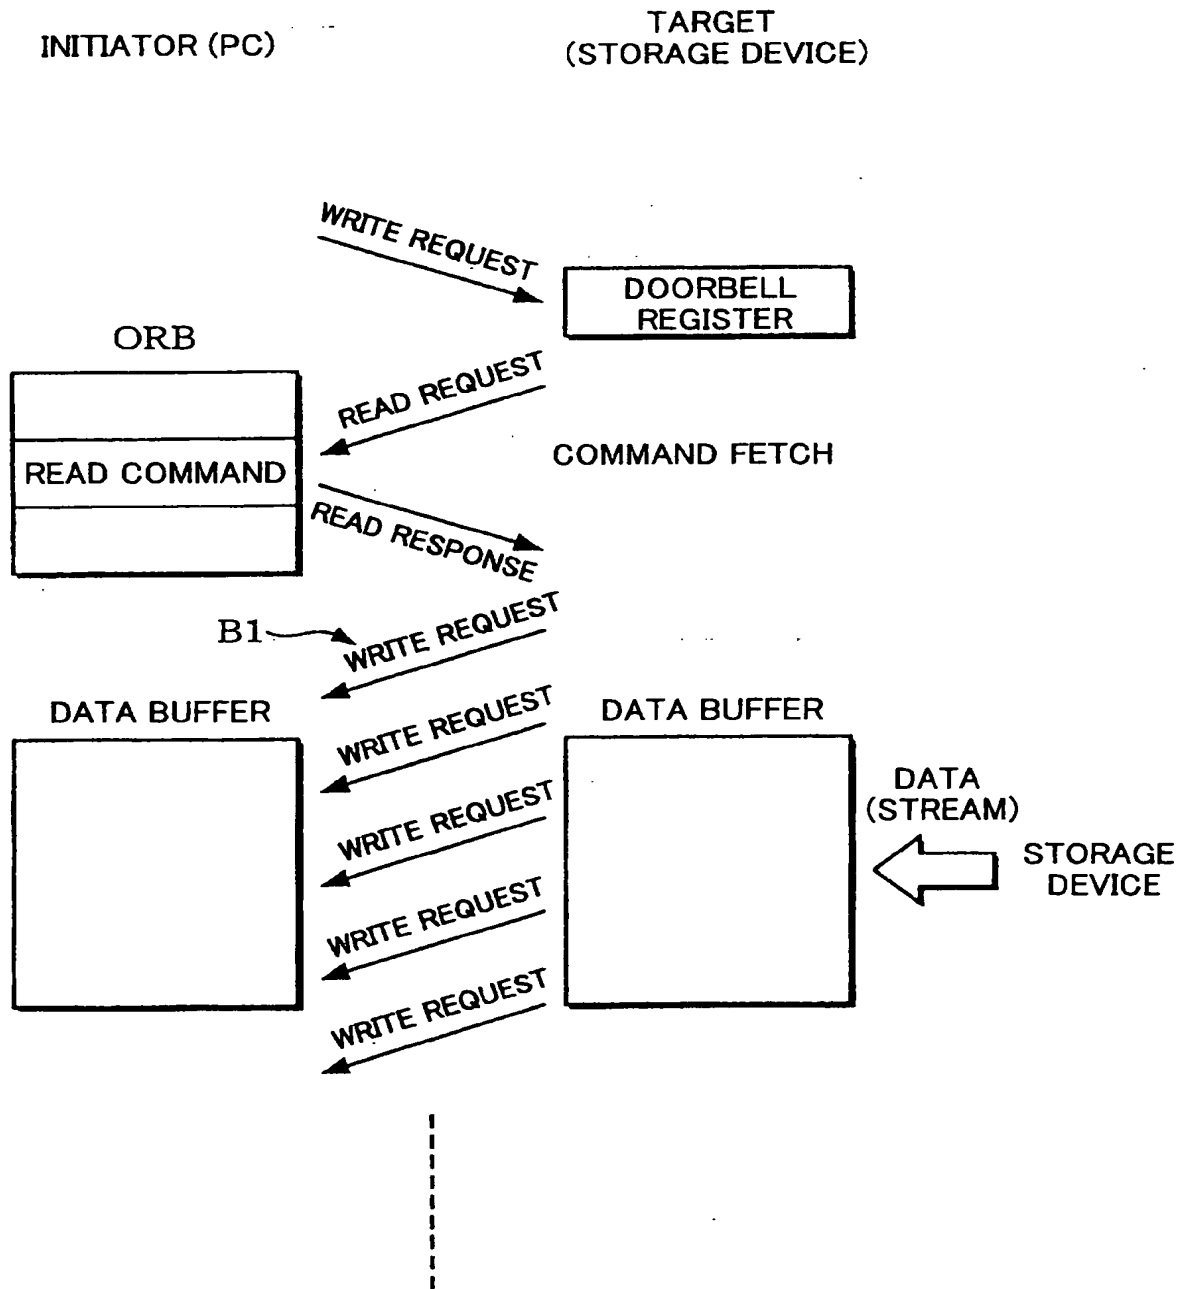 INITIATOR (PC)
TARGET
(STORAGE DEVICE)
WRITE REQUEST
DOORBELL
REGISTER
ORB
READ REQUEST
COMMAND FETCH
READ COMMAND
READ RESPONSE
B1
WRITE REQUEST
DATA BUFFER
WRITE REQUEST
DATA BUFFER
DATA
(STREAM)
WRITE REQUEST
STORAGE
DEVICE
WRITE REQUEST
WRITE REQUEST